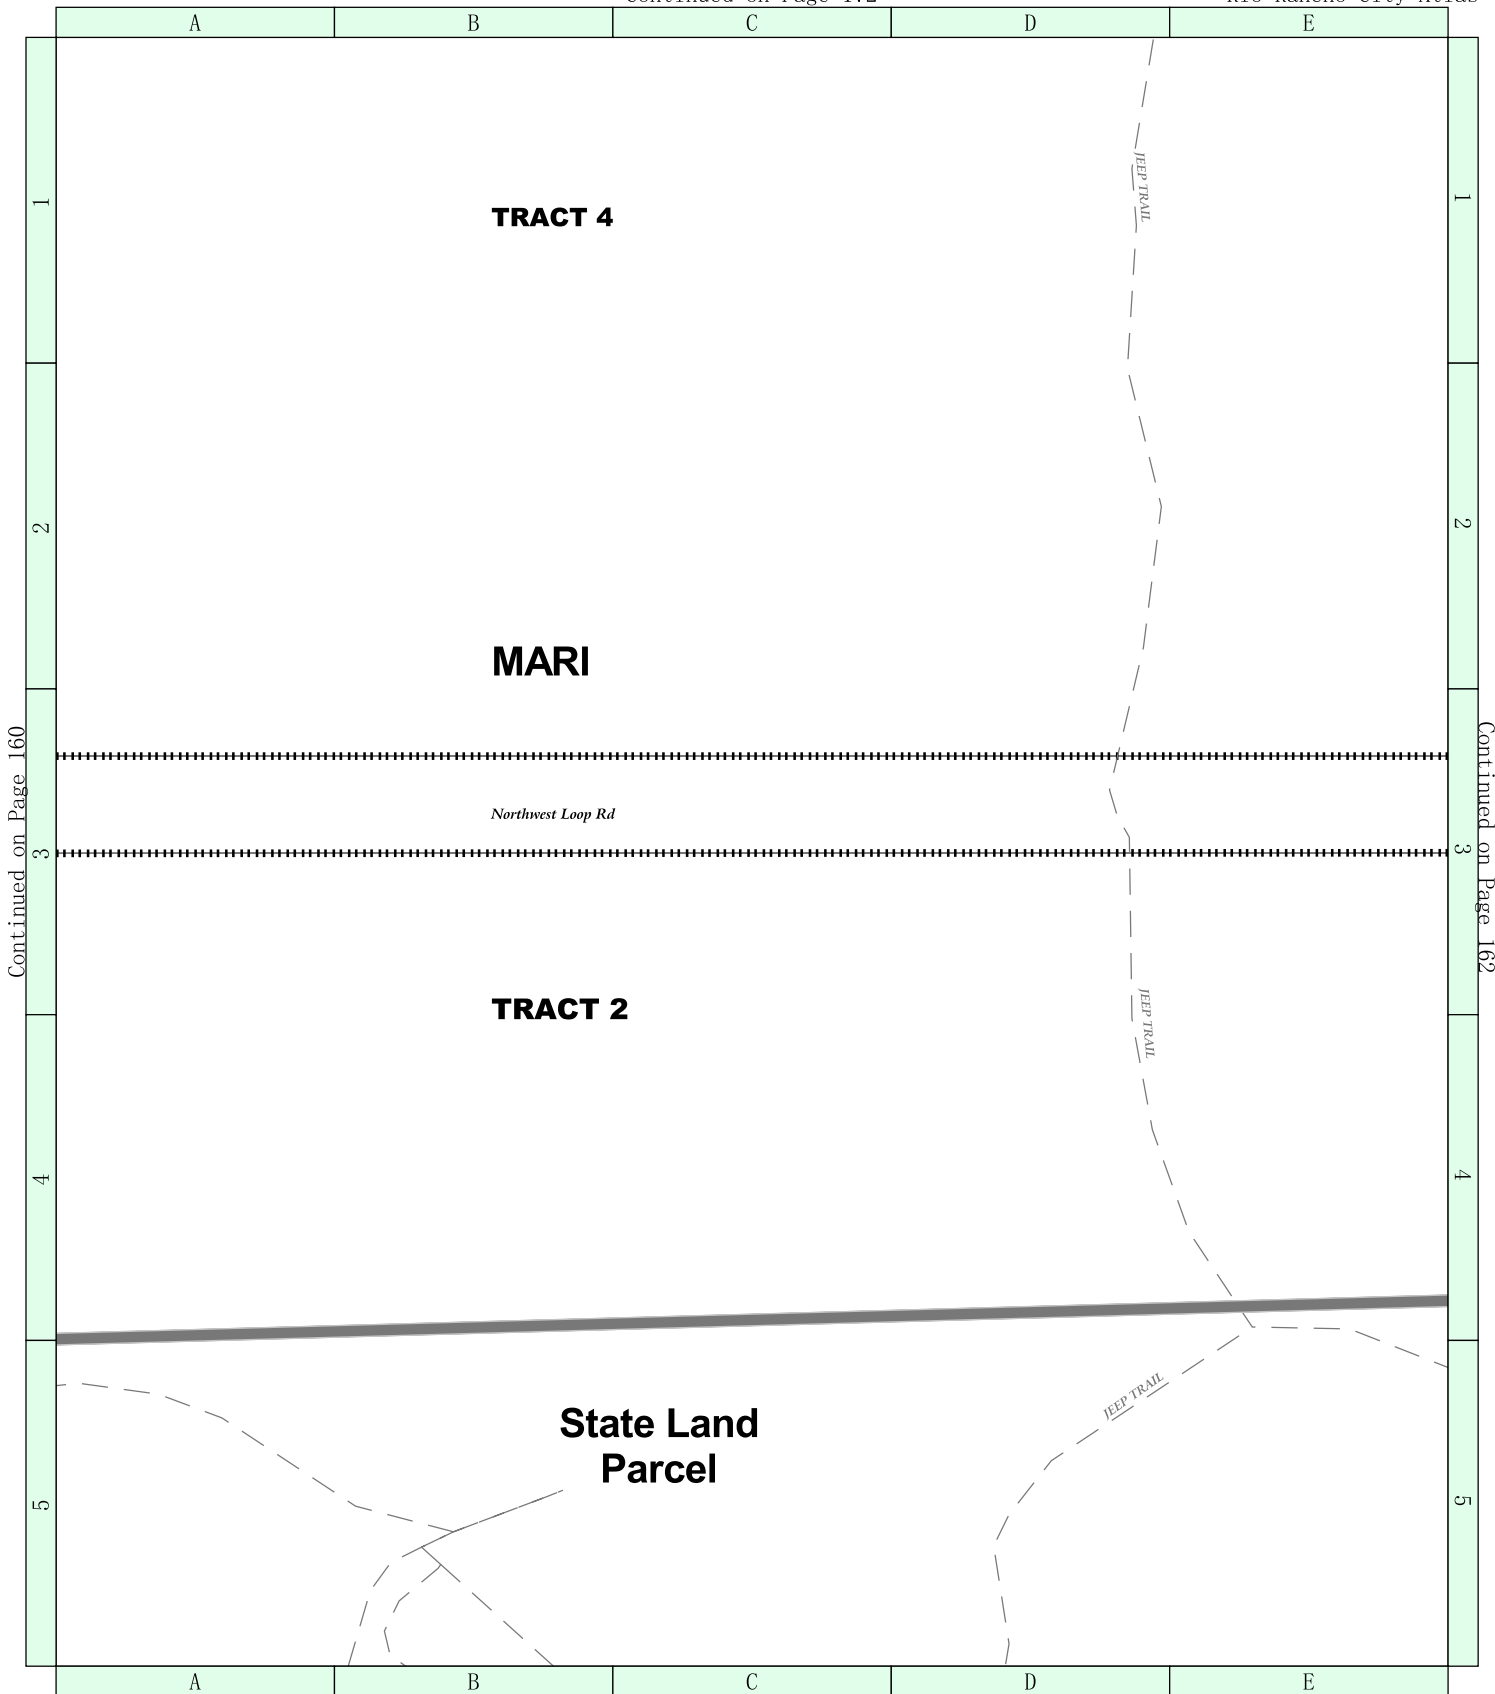 A B C D E
1
1
JEEP TRAIL
TRACT 4
2
2
MARI
Continued on Page 160
Continued on Page 162
Northwest Loop Rd
3
3
TRACT 2
JEEP TRAIL
4
4
JEEP TRAIL
State Land
Parcel
5
5
A B C D E